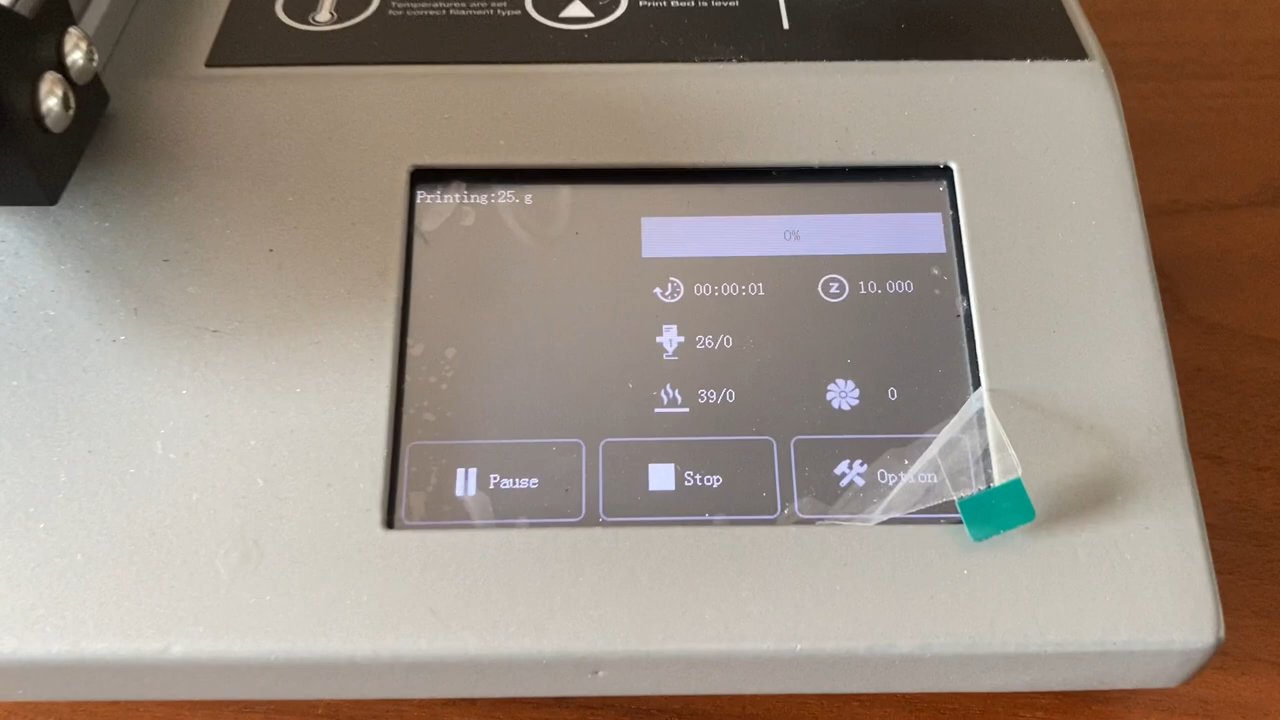 Temperatures are set
for correct filament type
Print Bed is level
Printing:25.g
0%
00:00:01
Z 10.000
1 26/0
39/0
0
Pause
Stop
Option